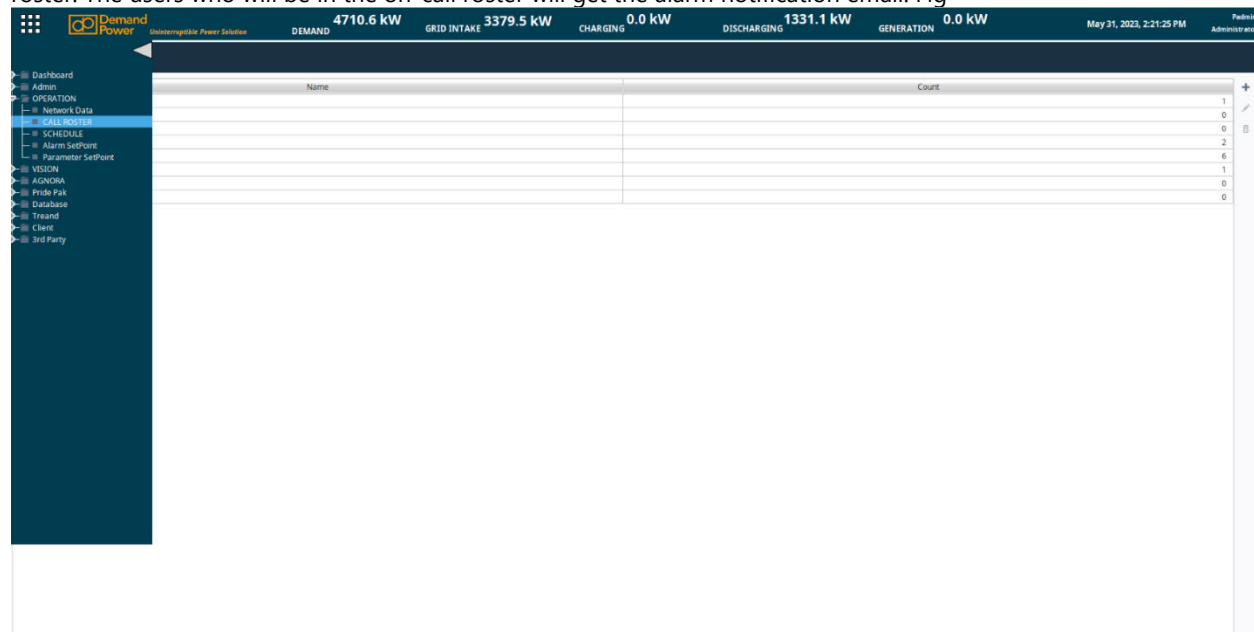 roster. The users who will be in the on-call roster will get the alarm notification email. Fig
Demand Power Uninterruptible Power Solution DEMAND 4710.6 kW GRID INTAKE 3379.5 kW CHARGING 0.0 kW DISCHARGING 1331.1 kW GENERATION 0.0 kW May 31, 2023, 2:21:25 PM
Dashboard
Admin
Name Count
OPERATION
1
Network Data
0
CALL ROSTER
0
SCHEDULE
2
Alarm SetPoint
6
Parameter SetPoint
1
VISION
0
AGNORA
0
Pride Pak
Database
Treand
Client
3rd Party